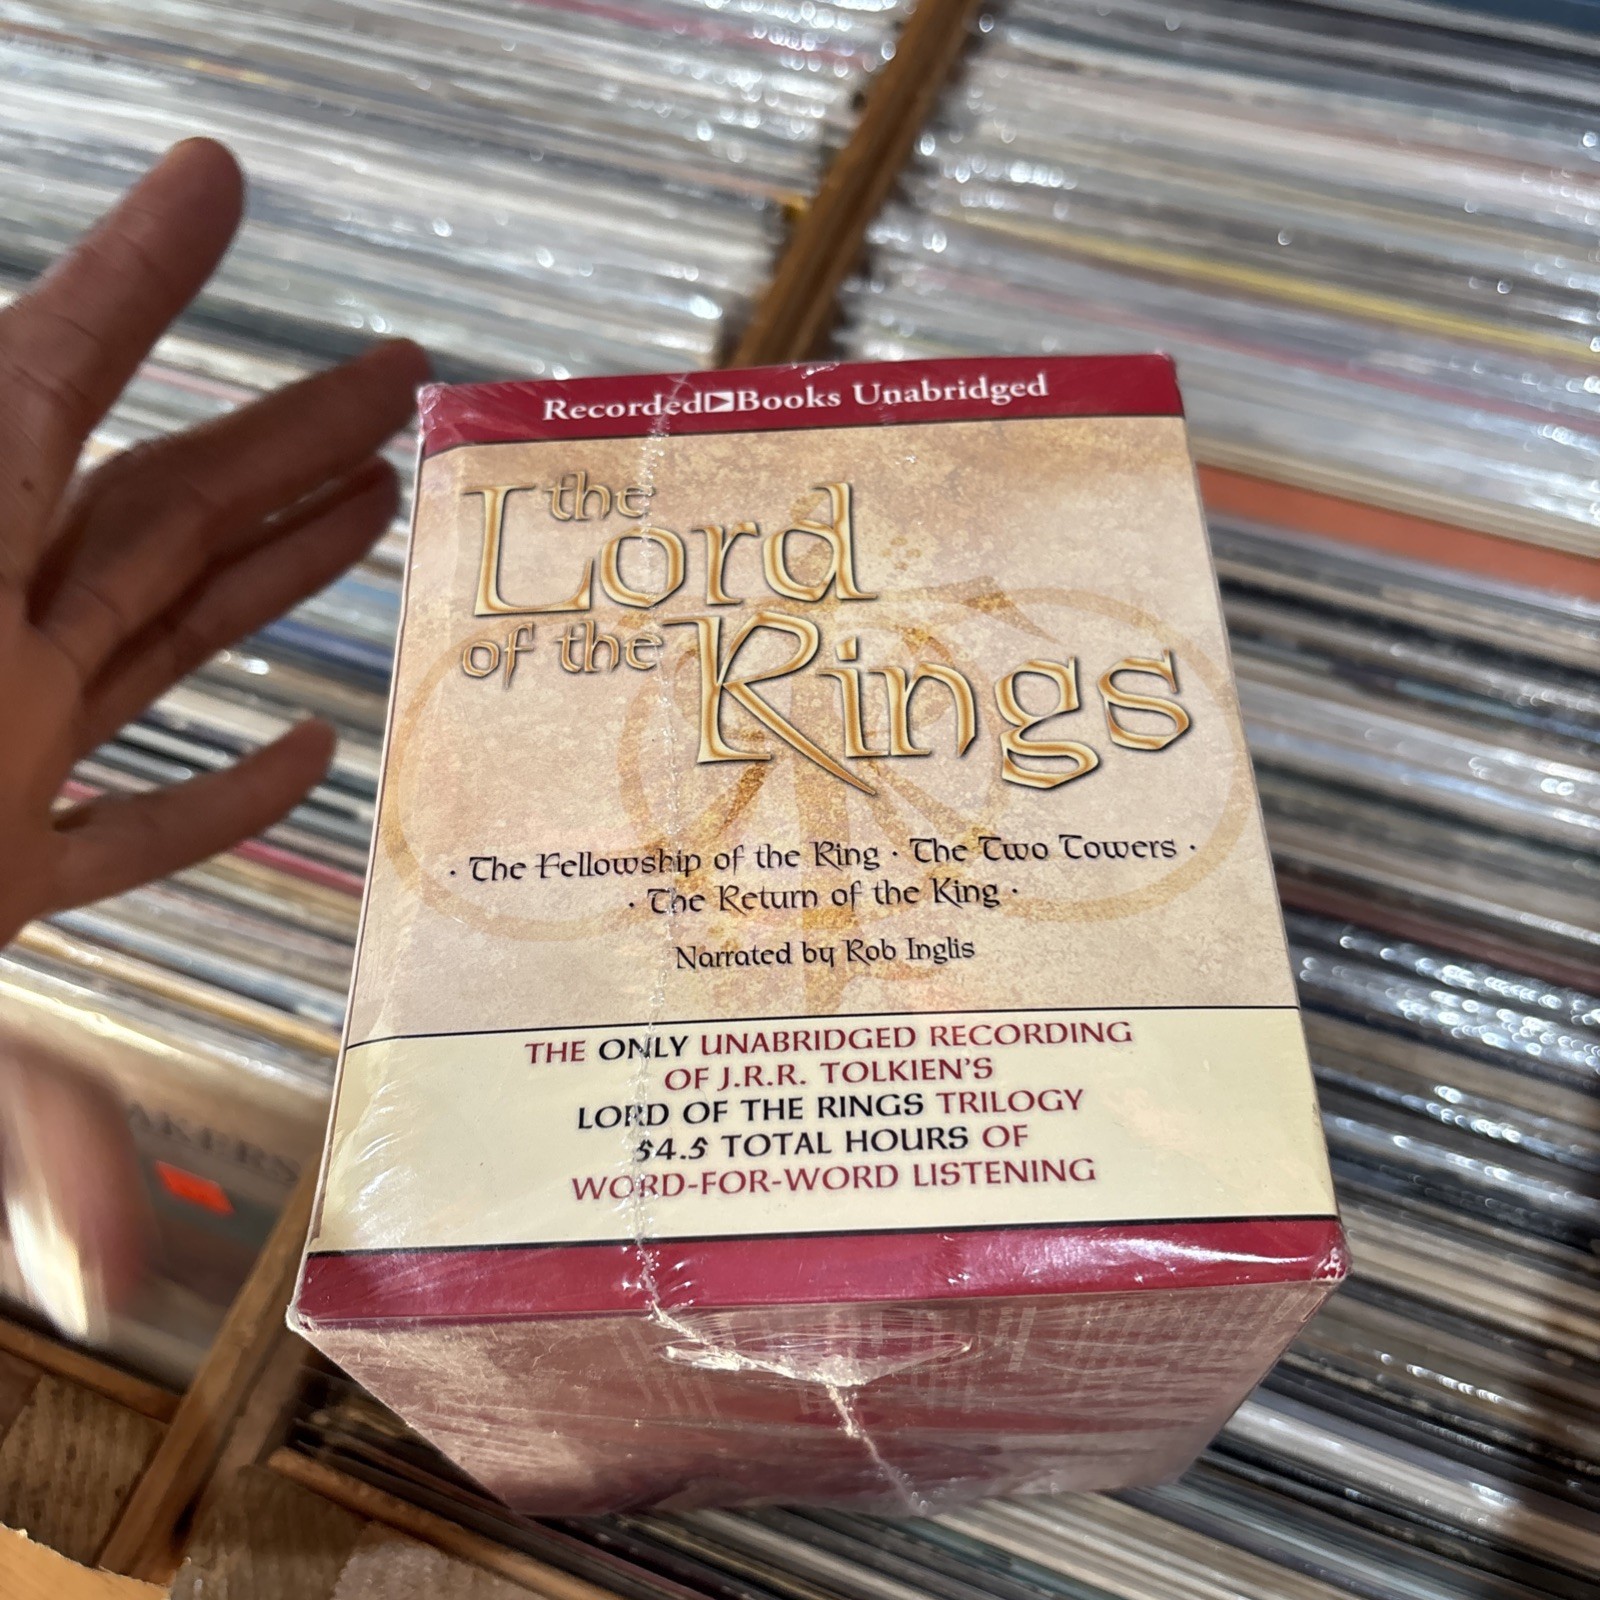 Recorded Books Unabridged
the
Lord
of the Rings
· The Fellowship of the Ring · The Two Towers ·
· The Return of the King ·
Narrated by Rob Inglis
THE ONLY UNABRIDGED RECORDING
OF J.R.R. TOLKIEN'S
LORD OF THE RINGS TRILOGY
54.5 TOTAL HOURS OF
WORD-FOR-WORD LISTENING